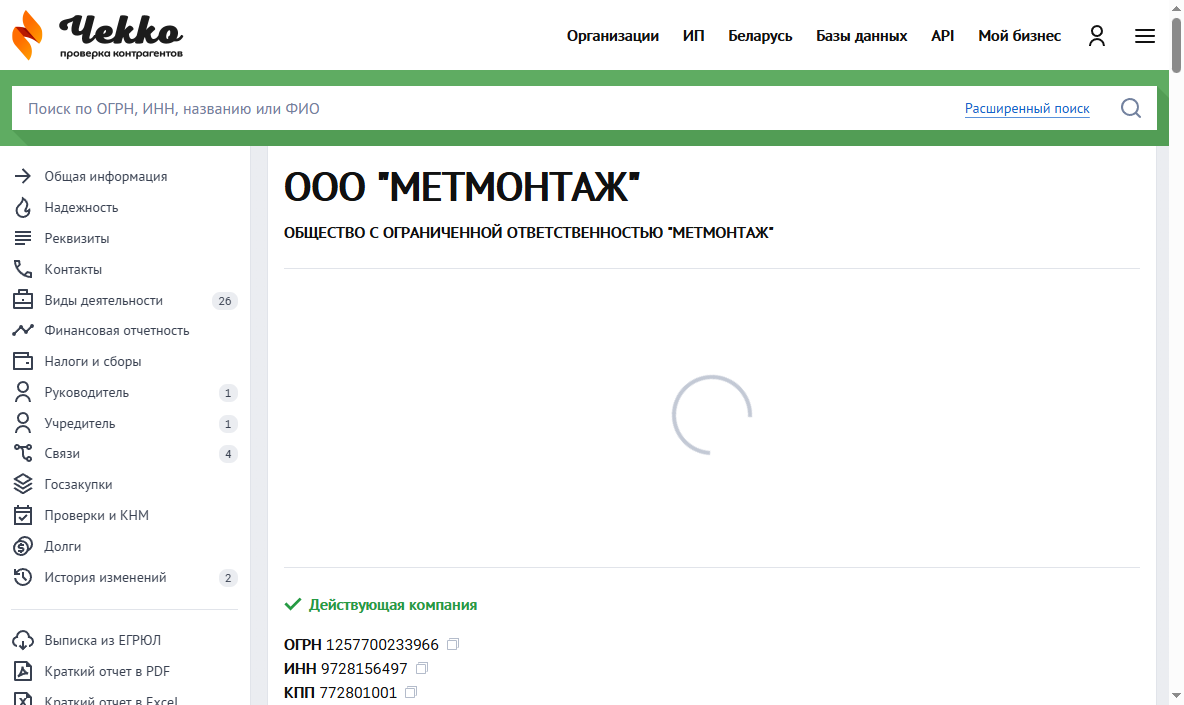 Чекко
проверка контрагентов
Организации ИП Беларусь Базы данных API Мой бизнес
Поиск по ОГРН, ИНН, названию или ФИО Расширенный поиск
Общая информация
Надежность
Реквизиты
Контакты
Виды деятельности 26
Финансовая отчетность
Налоги и сборы
Руководитель 1
Учредитель 1
Связи 4
Госзакупки
Проверки и КНМ
Долги
История изменений 2
Выписка из ЕГРЮЛ
Краткий отчет в PDF
Краткий отчет в Excel
ООО "МЕТМОНТАЖ"
ОБЩЕСТВО С ОГРАНИЧЕННОЙ ОТВЕТСТВЕННОСТЬЮ "МЕТМОНТАЖ"
Действующая компания
ОГРН 1257700233966
ИНН 9728156497
КПП 772801001